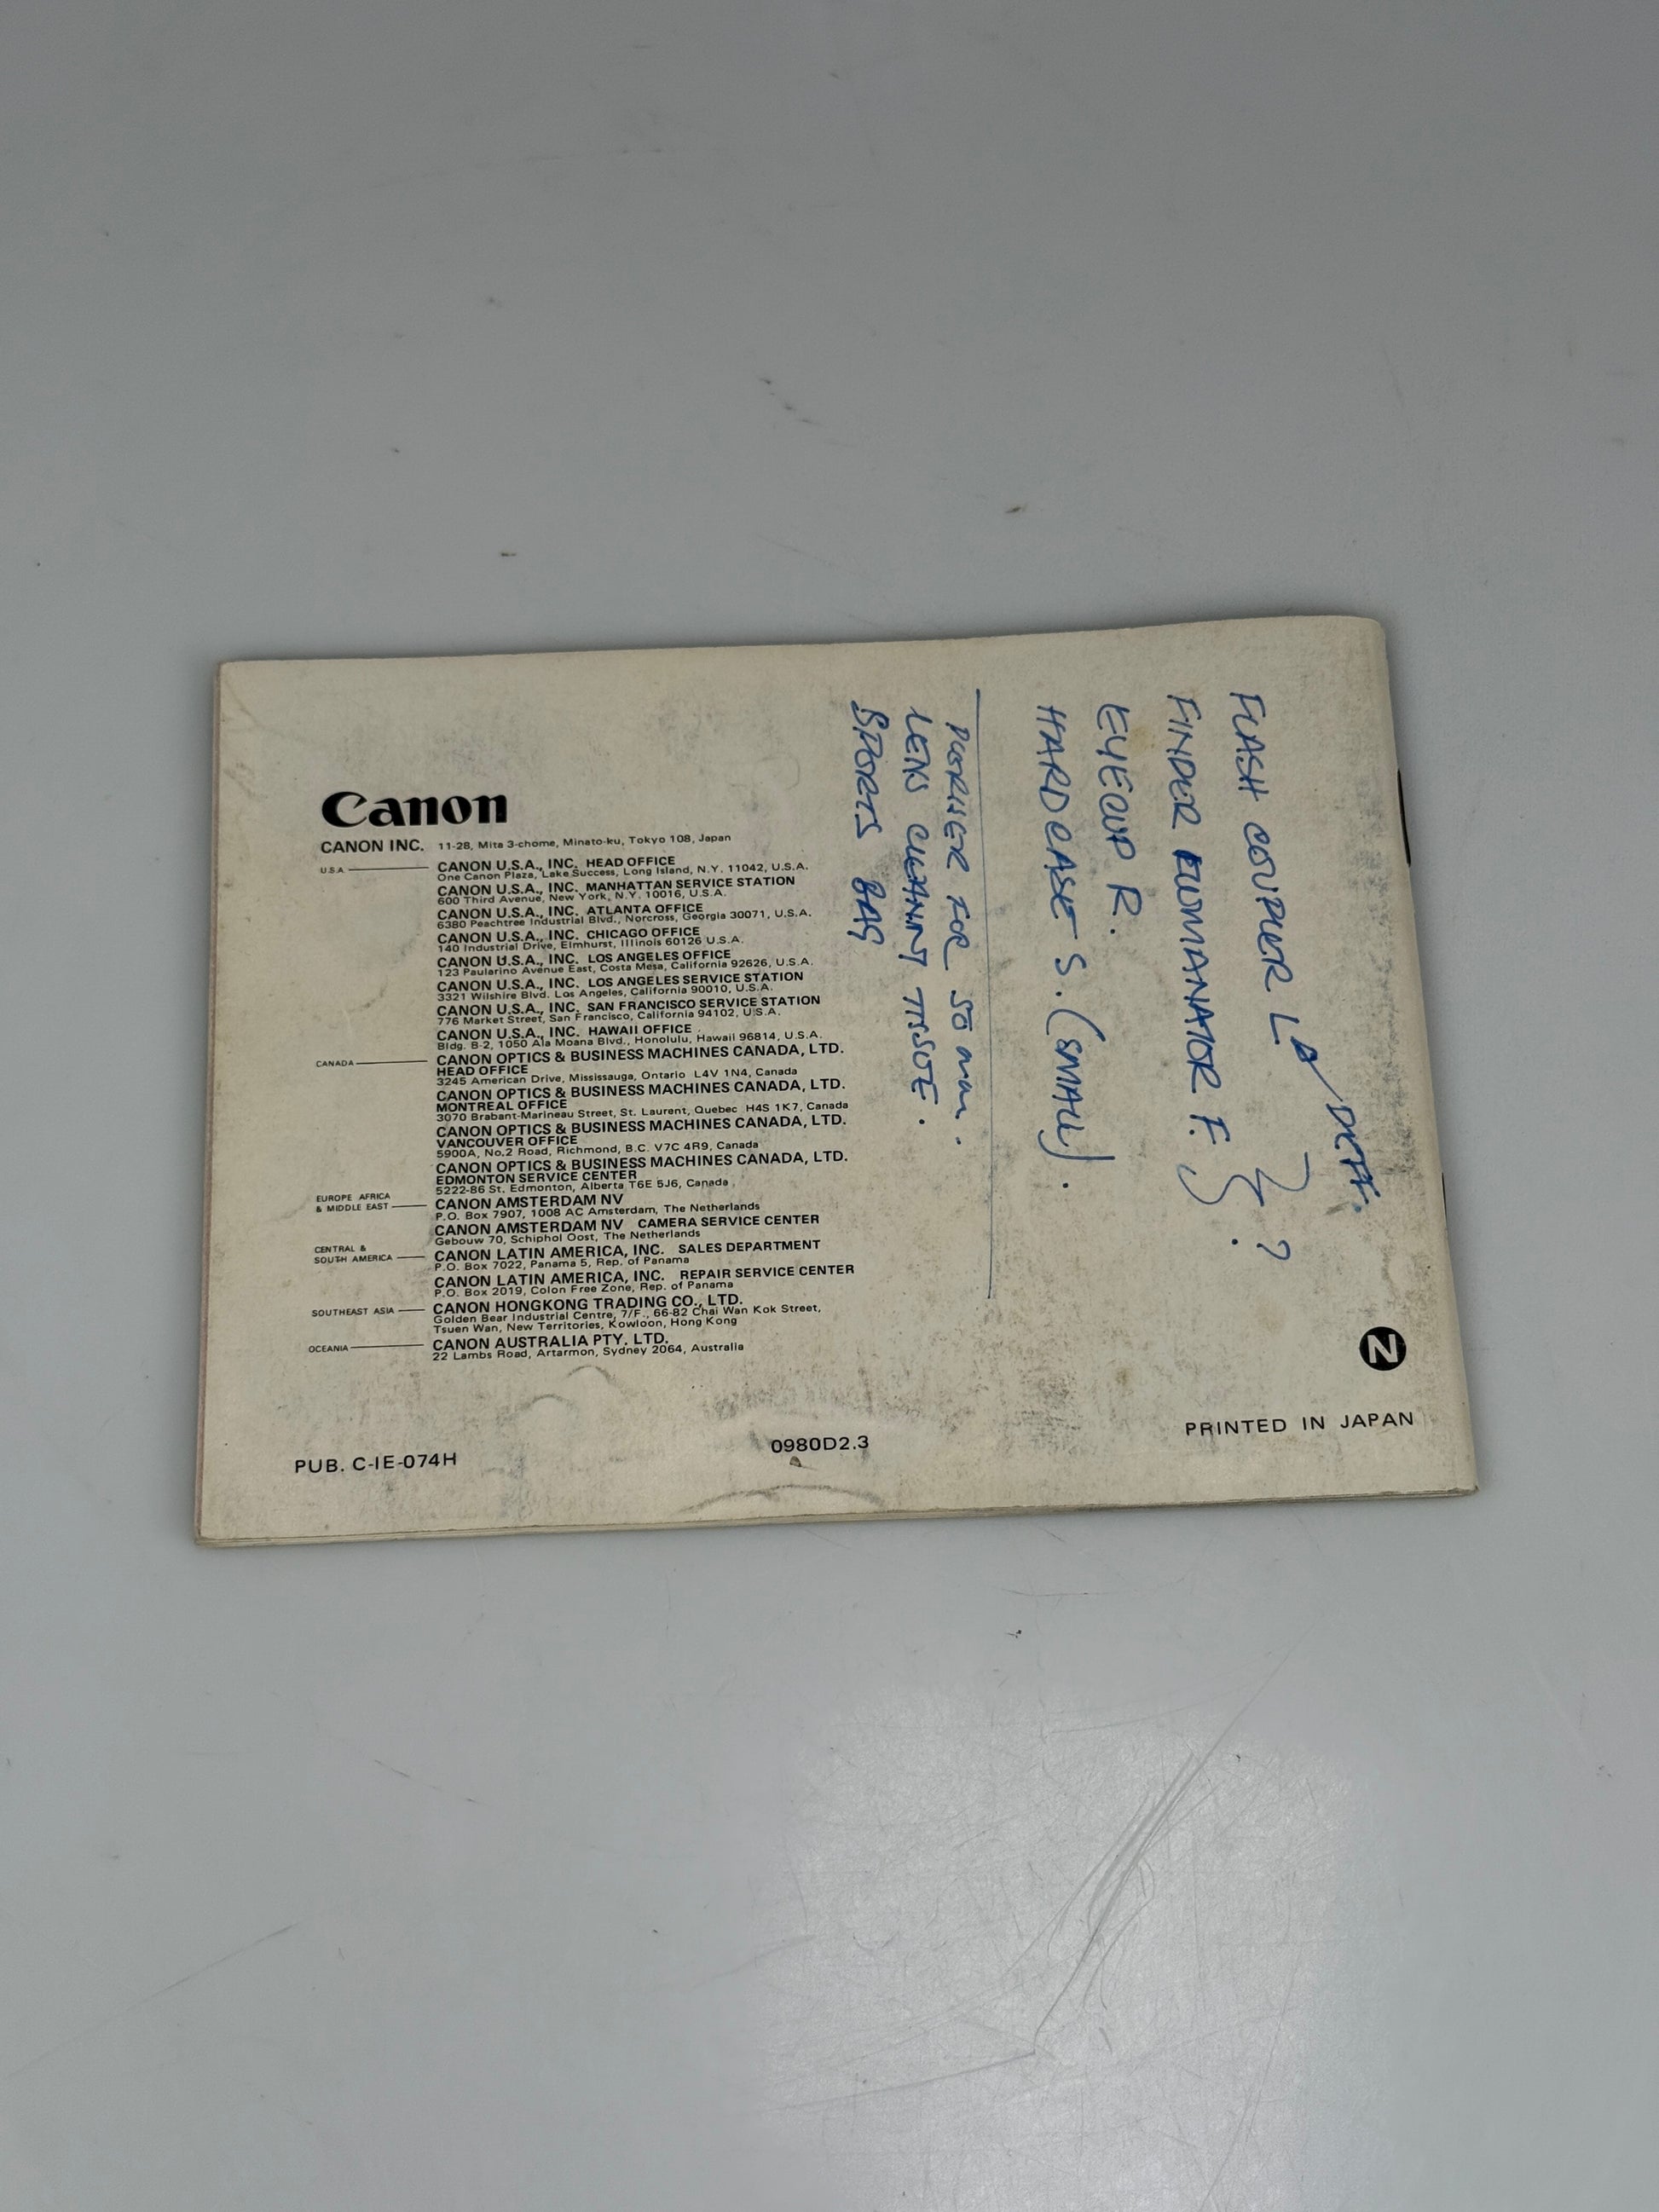 Canon
CANON INC. 11-28, Mita 3-chome, Minato-ku, Tokyo 108, Japan
U.S.A. CANON U.S.A., INC. HEAD OFFICE
One Canon Plaza, Lake Success, Long Island, N.Y. 11042, U.S.A.
CANON U.S.A., INC. MANHATTAN SERVICE STATION
600 Third Avenue, New York, N.Y. 10016, U.S.A.
CANON U.S.A., INC. ATLANTA OFFICE
6380 Peachtree Industrial Blvd., Norcross, Georgia 30071, U.S.A.
CANON U.S.A., INC. CHICAGO OFFICE
140 Industrial Drive, Elmhurst, Illinois 60126 U.S.A.
CANON U.S.A., INC. LOS ANGELES OFFICE
123 Paularino Avenue East, Costa Mesa, California 92626, U.S.A.
CANON U.S.A., INC. LOS ANGELES SERVICE STATION
3321 Wilshire Blvd. Los Angeles, California 90010, U.S.A.
CANON U.S.A., INC. SAN FRANCISCO SERVICE STATION
776 Market Street, San Francisco, California 94102, U.S.A.
CANON U.S.A., INC. HAWAII OFFICE
Bldg. B-2, 1050 Ala Moana Blvd., Honolulu, Hawaii 96814, U.S.A.
CANADA CANON OPTICS & BUSINESS MACHINES CANADA, LTD.
HEAD OFFICE
3245 American Drive, Mississauga, Ontario L4V 1N4, Canada
CANON OPTICS & BUSINESS MACHINES CANADA, LTD.
MONTREAL OFFICE
3070 Brabant-Marineau Street, St. Laurent, Quebec H4S 1K7, Canada
CANON OPTICS & BUSINESS MACHINES CANADA, LTD.
VANCOUVER OFFICE
5900A, No.2 Road, Richmond, B.C. V7C 4R9, Canada
CANON OPTICS & BUSINESS MACHINES CANADA, LTD.
EDMONTON SERVICE CENTER
5222-86 St. Edmonton, Alberta T6E 5J6, Canada
EUROPE AFRICA
& MIDDLE EAST CANON AMSTERDAM NV
P.O. Box 7907, 1008 AC Amsterdam, The Netherlands
CANON AMSTERDAM NV CAMERA SERVICE CENTER
Gebouw 70, Schiphol Oost, The Netherlands
CENTRAL &
SOUTH AMERICA CANON LATIN AMERICA, INC. SALES DEPARTMENT
P.O. Box 7022, Panama 5, Rep. of Panama
CANON LATIN AMERICA, INC. REPAIR SERVICE CENTER
P.O. Box 2019, Colon Free Zone, Rep. of Panama
SOUTHEAST ASIA CANON HONGKONG TRADING CO., LTD.
Golden Bear Industrial Centre, 7/F., 66-82 Chai Wan Kok Street,
Tsuen Wan, New Territories, Kowloon, Hong Kong
OCEANIA CANON AUSTRALIA PTY. LTD.
22 Lambs Road, Artarmon, Sydney 2064, Australia
PUB. C-IE-074H
0980D2.3
N
PRINTED IN JAPAN
FLASH COUPLER L
FINDER F. ?
EYECUP R.
HARD CASE S. (SMALL).
FOR 50 mm.
LENS CLEANING TISSUE.
SPORTS BAG